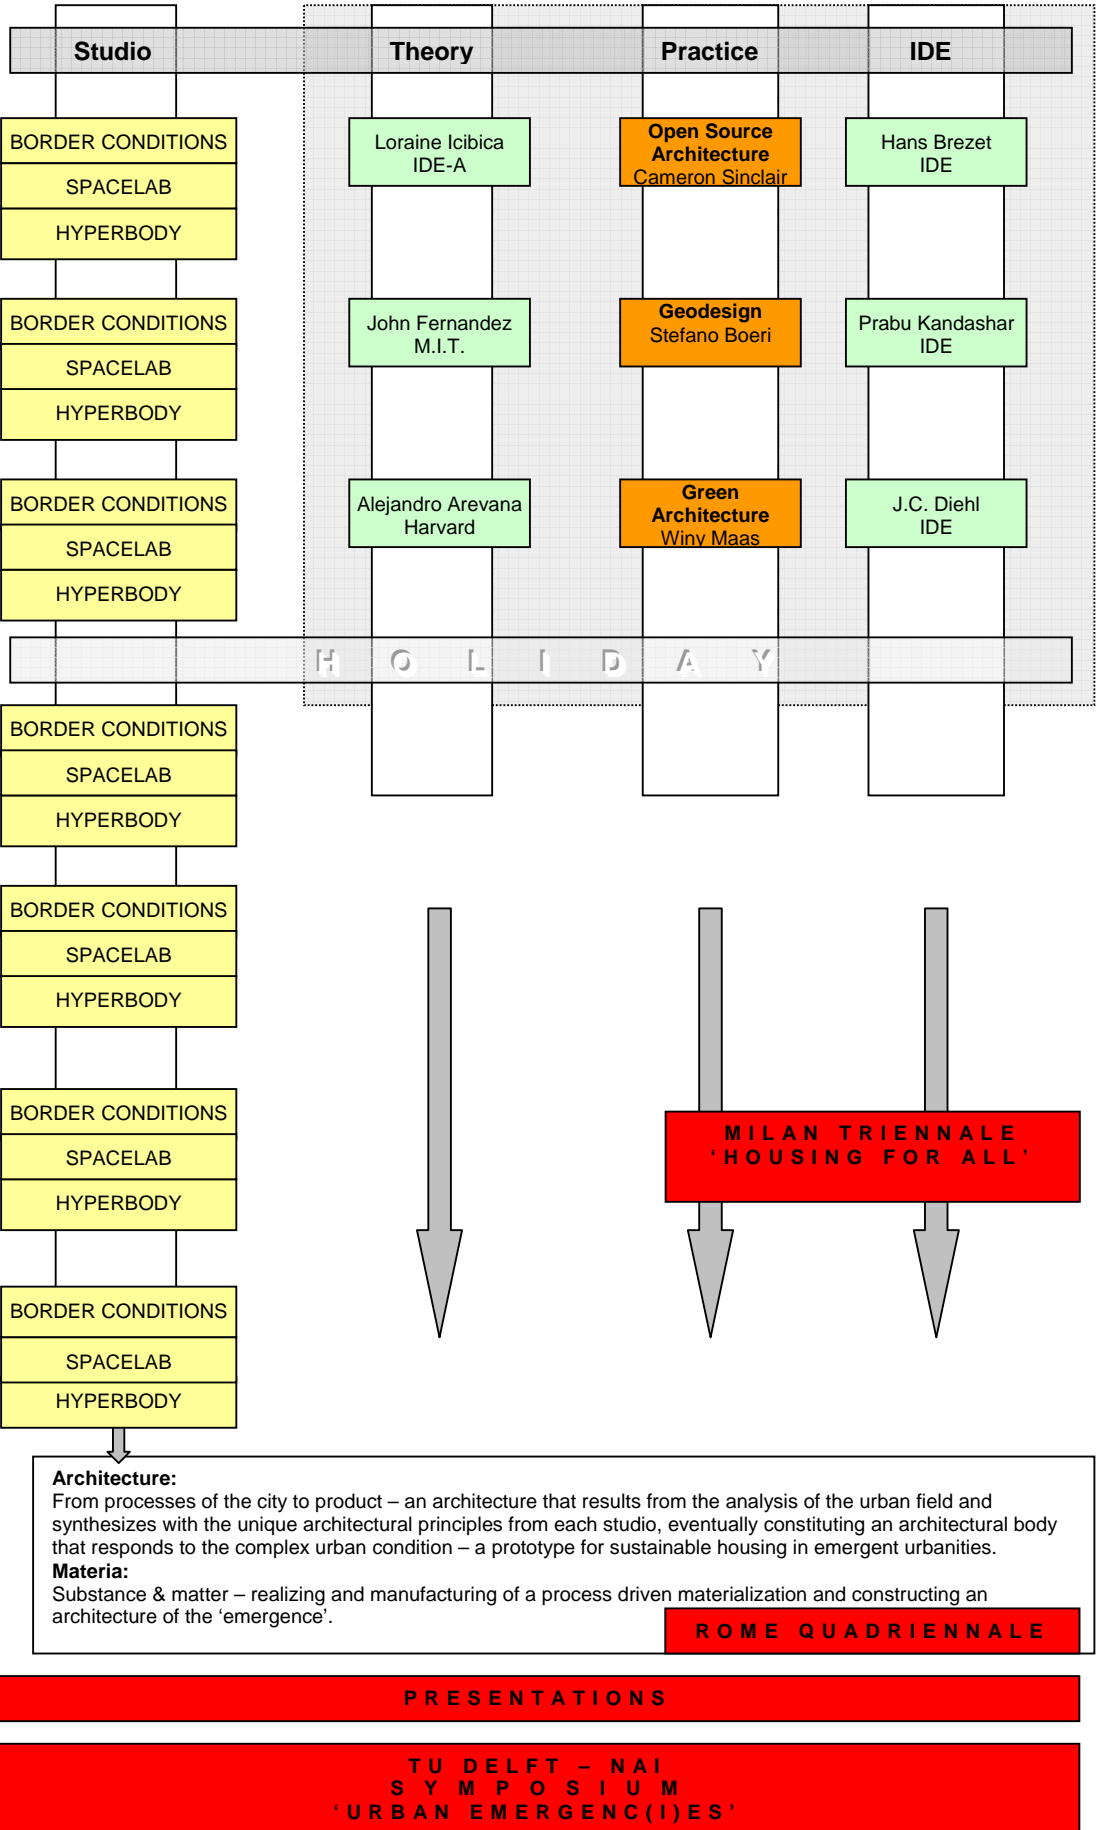 Studio
Theory
Practice
IDE
BORDER CONDITIONS
SPACELAB
HYPERBODY
Loraine Icibica
IDE-A
Open Source
Architecture
Cameron Sinclair
Hans Brezet
IDE
BORDER CONDITIONS
SPACELAB
HYPERBODY
John Fernandez
M.I.T.
Geodesign
Stefano Boeri
Prabu Kandashar
IDE
BORDER CONDITIONS
SPACELAB
HYPERBODY
Alejandro Arevana
Harvard
Green
Architecture
Winy Maas
J.C. Diehl
IDE
H O L I D A Y
BORDER CONDITIONS
SPACELAB
HYPERBODY
BORDER CONDITIONS
SPACELAB
HYPERBODY
BORDER CONDITIONS
SPACELAB
HYPERBODY
MILAN TRIENNALE
‘HOUSING FOR ALL’
BORDER CONDITIONS
SPACELAB
HYPERBODY
Architecture:
From processes of the city to product – an architecture that results from the analysis of the urban field and
synthesizes with the unique architectural principles from each studio, eventually constituting an architectural body
that responds to the complex urban condition – a prototype for sustainable housing in emergent urbanities.
Materia:
Substance & matter – realizing and manufacturing of a process driven materialization and constructing an
architecture of the ‘emergence’.
ROME QUADRIENNALE
PRESENTATIONS
TU DELFT – NAI
SYMPOSIUM
‘URBAN EMERGENC(I)ES’